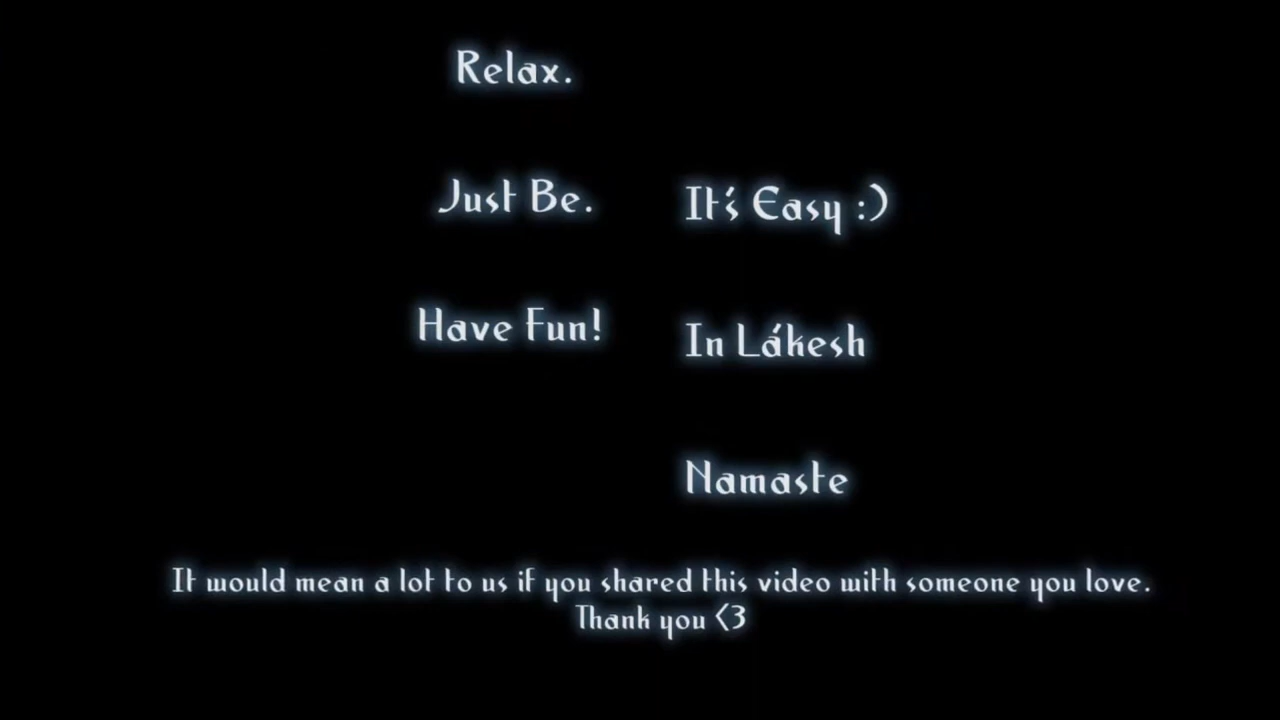 Relax.
Just Be.
It's Easy :)
Have Fun!
In Lákesh
Namaste
It would mean a lot to us if you shared this video with someone you love.
Thank you <3